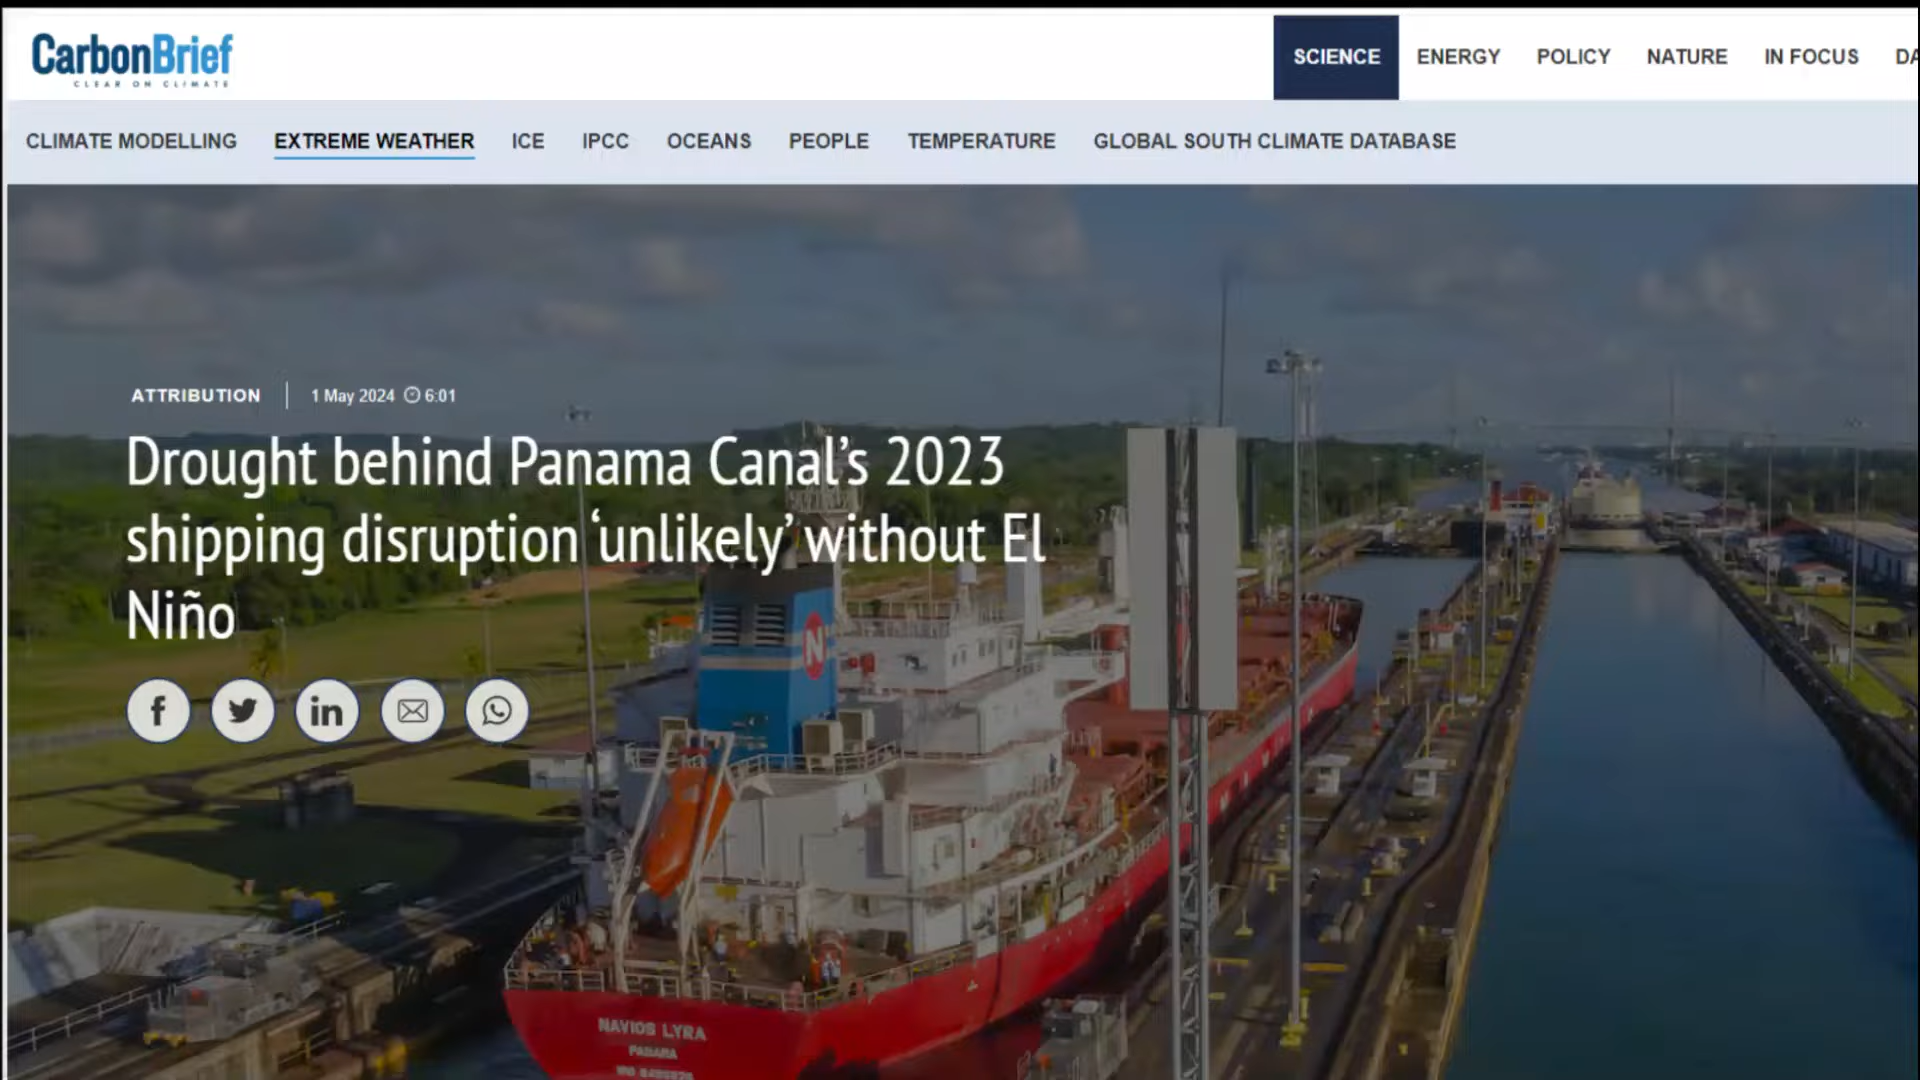 CarbonBrief
CLEAR ON CLIMATE
SCIENCE ENERGY POLICY NATURE IN FOCUS DA
CLIMATE MODELLING EXTREME WEATHER ICE IPCC OCEANS PEOPLE TEMPERATURE GLOBAL SOUTH CLIMATE DATABASE
ATTRIBUTION 1 May 2024 6:01
Drought behind Panama Canal’s 2023
shipping disruption ‘unlikely’ without El
Niño
N
NAVIOS LYRA
PANAMA